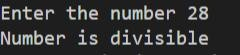 Enter the number 28
Number is divisible